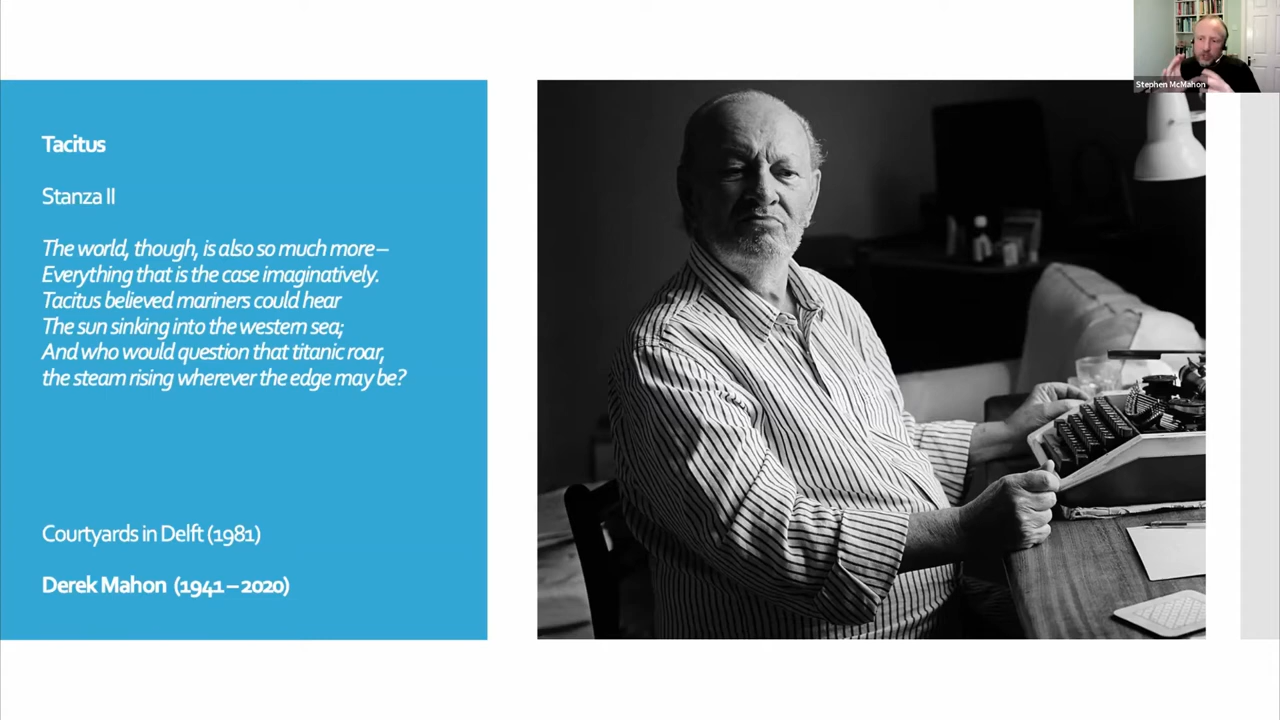 Tacitus
Stanza II
The world, though, is also so much more –
Everything that is the case imaginatively.
Tacitus believed mariners could hear
The sun sinking into the western sea;
And who would question that titanic roar,
the steam rising wherever the edge may be?
Courtyards in Delft (1981)
Derek Mahon (1941 – 2020)
Stephen McMahon